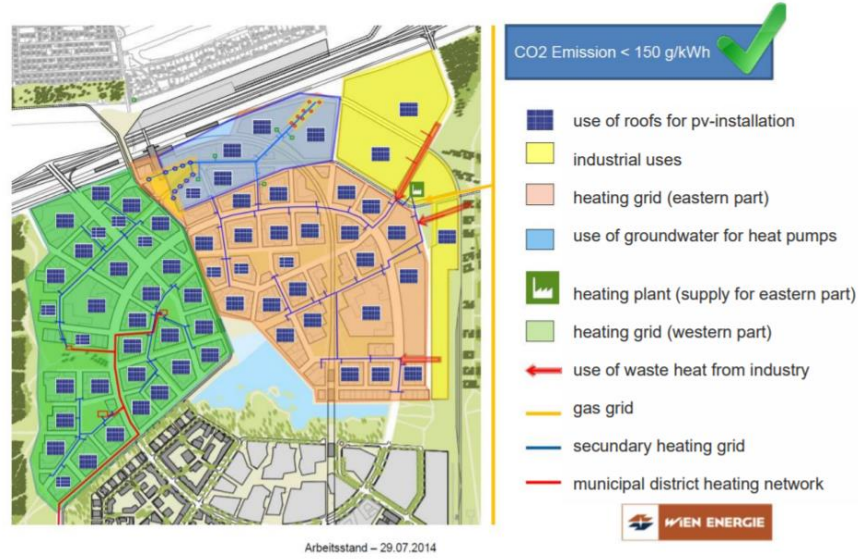 CO2 Emission < 150 g/kWh
use of roofs for pv-installation
industrial uses
heating grid (eastern part)
use of groundwater for heat pumps
heating plant (supply for eastern part)
heating grid (western part)
use of waste heat from industry
gas grid
secundary heating grid
municipal district heating network
WIEN ENERGIE
Arbeitsstand – 29.07.2014